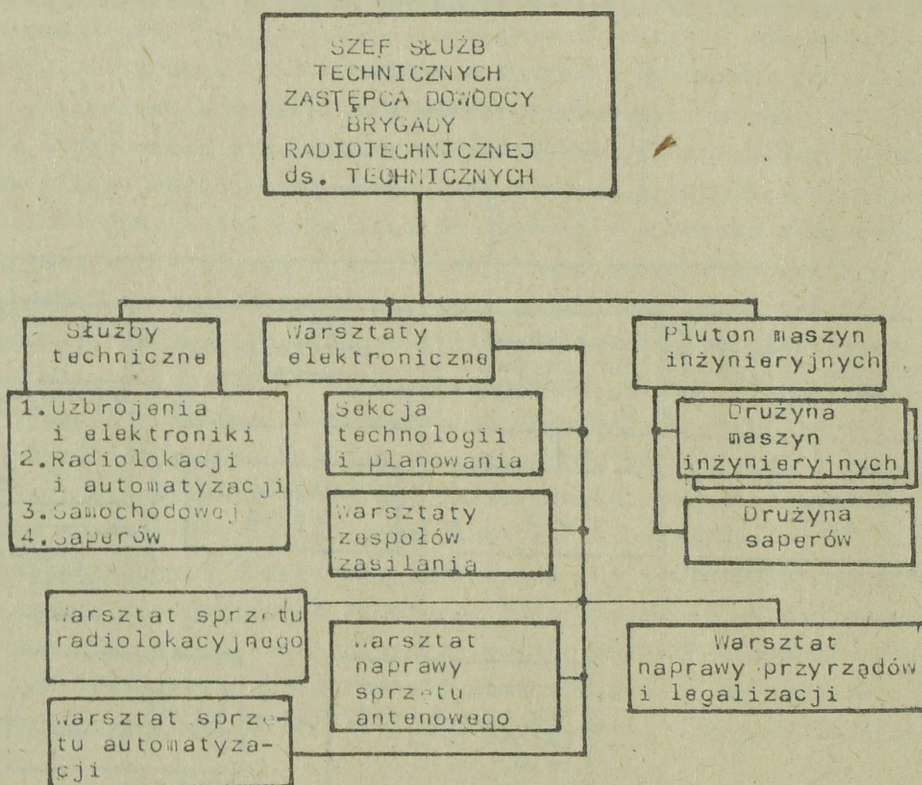 SZEF SŁUŻB
TECHNICZNYCH
ZASTĘPCA DOWÓDCY
BRYGADY
RADIOTECHNICZNEJ
ds. TECHNICZNYCH
Służby
techniczne
1.Uzbrojenia
i elektroniki
2.Radiolokacji
i automatyzacji
3.Samochodowej
4.Saperów
Warsztaty
elektroniczne
Sekcja
technologii
i planowania
Warsztaty
zespołów
zasilania
Pluton maszyn
inżynieryjnych
Drużyna
maszyn
inżynieryjnych
Drużyna
saperów
Warsztat sprzętu
radiolokacyjnego
Warsztat
naprawy
sprzętu
antenowego
Warsztat
naprawy przyrządów
i legalizacji
Warsztat sprzę-
tu automatyza-
cji